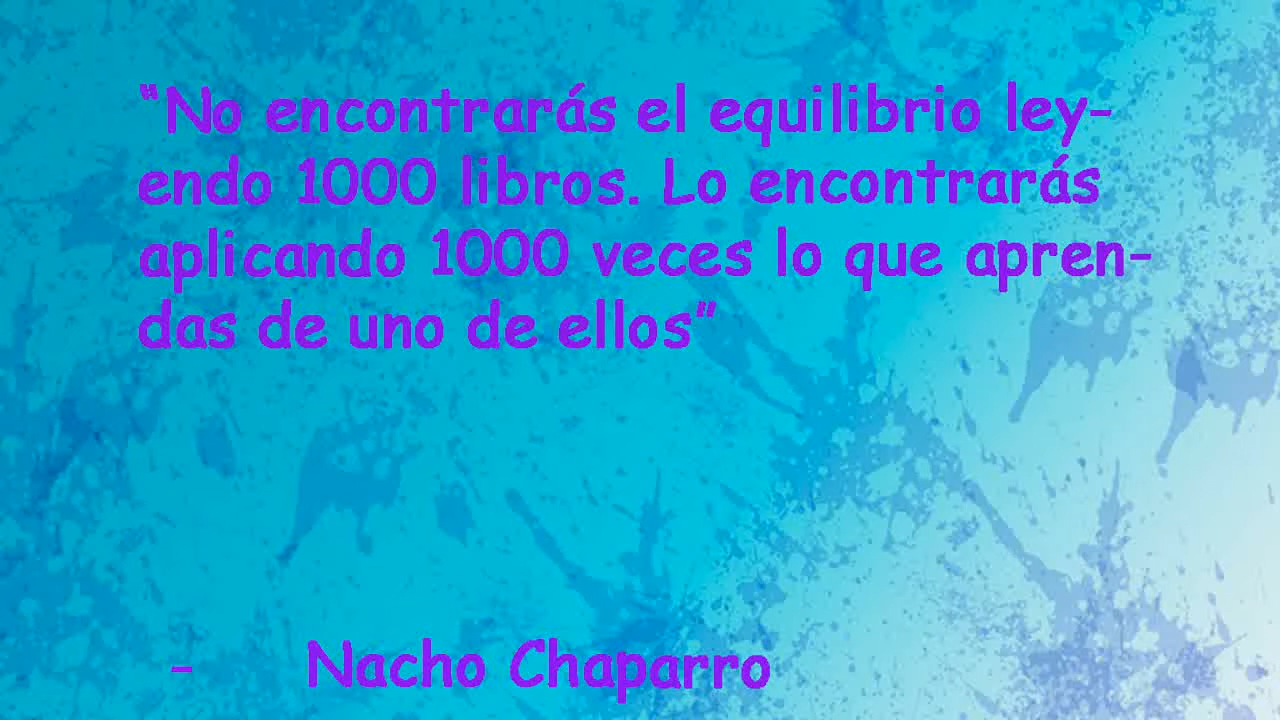 “No encontrarás el equilibrio ley-
endo 1000 libros. Lo encontrarás
aplicando 1000 veces lo que apren-
das de uno de ellos”
- Nacho Chaparro